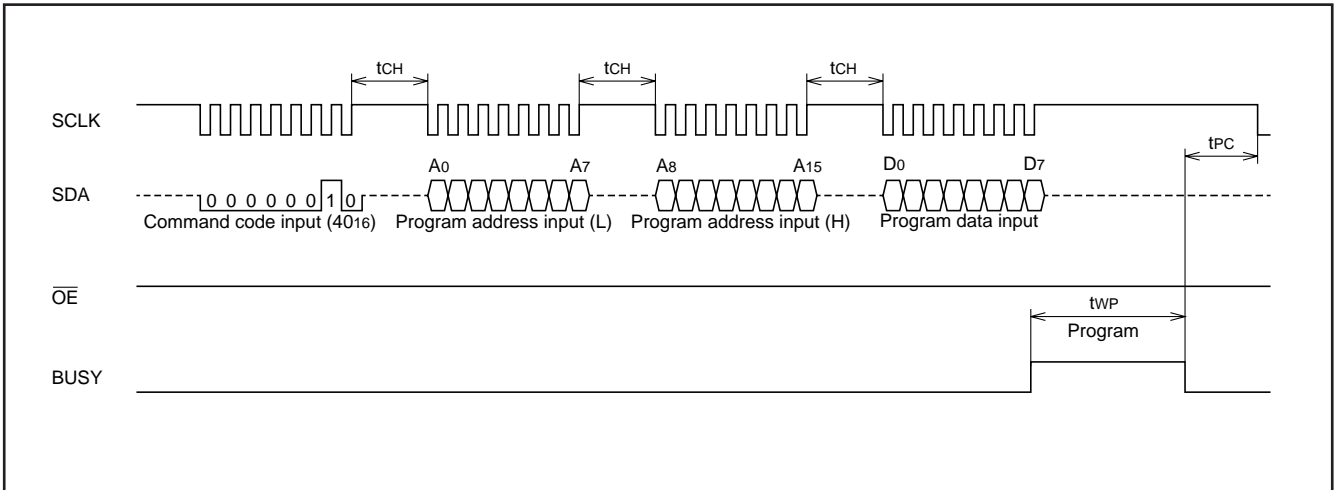 tCH tCH tCH
SCLK
tPC
A0 A7 A8 A15 D0 D7
SDA
0 0 0 0 0 0 1 0
Command code input (4016) Program address input (L) Program address input (H) Program data input
OE
tWP
Program
BUSY